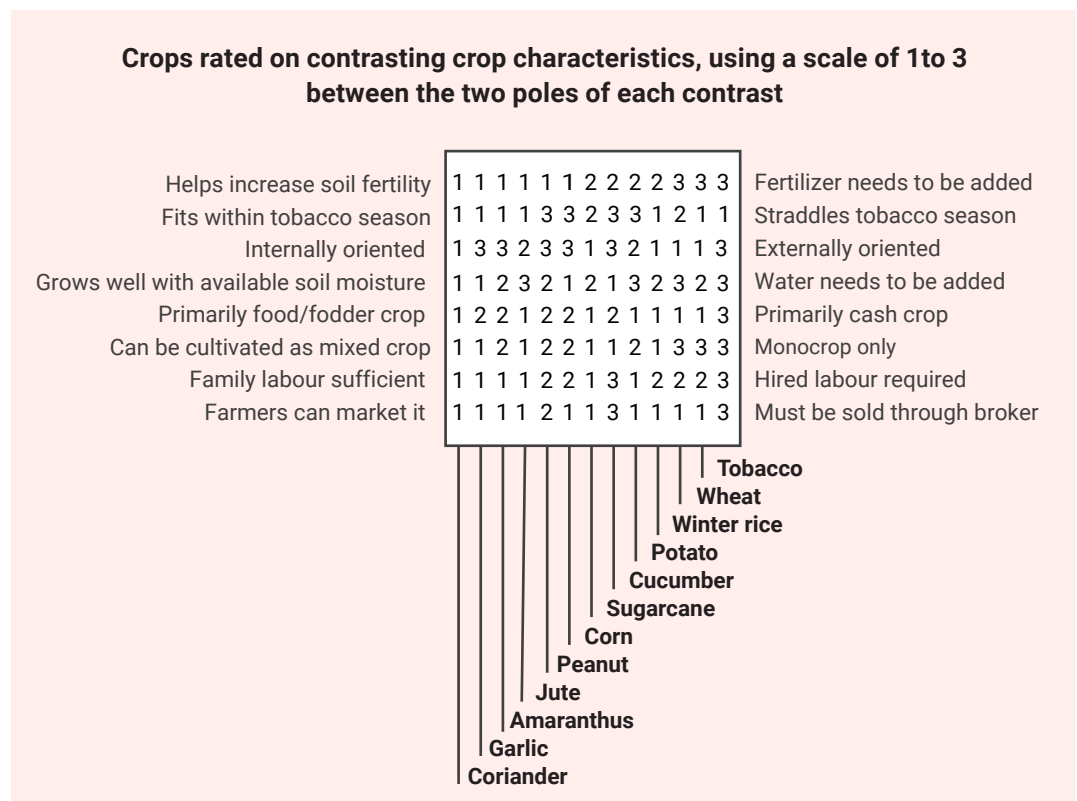 Crops rated on contrasting crop characteristics, using a scale of 1to 3
between the two poles of each contrast
Helps increase soil fertility 1 1 1 1 1 1 2 2 2 2 3 3 3 Fertilizer needs to be added
Fits within tobacco season 1 1 1 1 3 3 2 3 3 1 2 1 1 Straddles tobacco season
Internally oriented 1 3 3 2 3 3 1 3 2 1 1 1 3 Externally oriented
Grows well with available soil moisture 1 1 2 3 2 1 2 1 3 2 3 2 3 Water needs to be added
Primarily food/fodder crop 1 2 2 1 2 2 1 2 1 1 1 1 3 Primarily cash crop
Can be cultivated as mixed crop 1 1 2 1 2 2 1 1 2 1 3 3 3 Monocrop only
Family labour sufficient 1 1 1 1 2 2 1 3 1 2 2 2 3 Hired labour required
Farmers can market it 1 1 1 1 2 1 1 3 1 1 1 1 3 Must be sold through broker
Tobacco
Wheat
Winter rice
Potato
Cucumber
Sugarcane
Corn
Peanut
Jute
Amaranthus
Garlic
Coriander